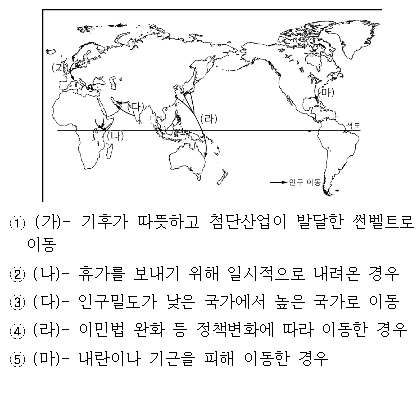 (가)
(나)
(다)
(라)
(마)
적도
인구 이동
① (가)- 기후가 따뜻하고 첨단산업이 발달한 썬벨트로
이동
② (나)- 휴가를 보내기 위해 일시적으로 내려온 경우
③ (다)- 인구밀도가 낮은 국가에서 높은 국가로 이동
④ (라)- 이민법 완화 등 정책변화에 따라 이동한 경우
⑤ (마)- 내란이나 기근을 피해 이동한 경우